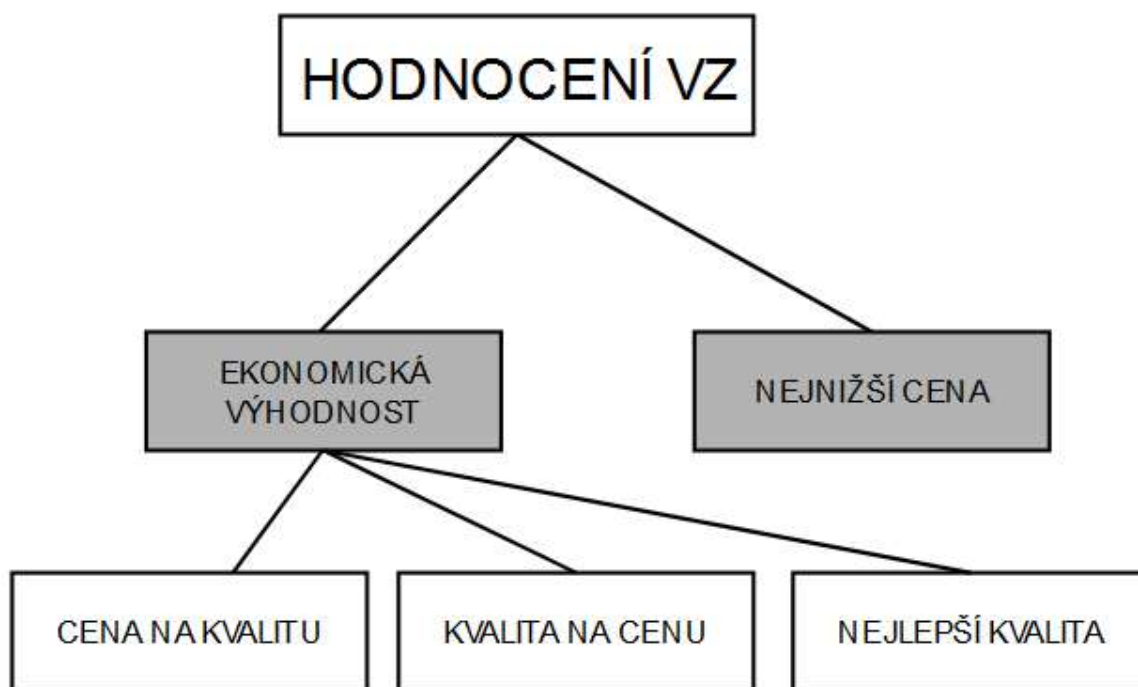 HODNOCENÍ VZ
EKONOMICKÁ
VÝHODNOST
NEJNIŽŠÍ CENA
CENA NA KVALITU
KVALITA NA CENU
NEJLEPŠÍ KVALITA